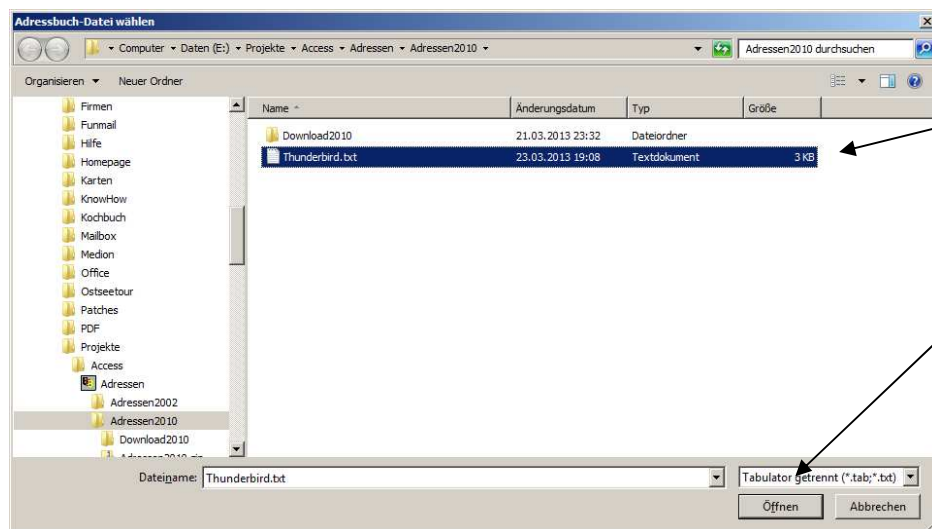 Adressbuch-Datei wählen
Computer Daten (E:) Projekte Access Adressen Adressen2010
Adressen2010 durchsuchen
Organisieren Neuer Ordner
Name Änderungsdatum Typ Größe
Download2010 21.03.2013 23:32 Dateiordner
Thunderbird.txt 23.03.2013 19:08 Textdokument 3 KB
Firmen
Funmail
Hilfe
Homepage
Karten
KnowHow
Kochbuch
Mailbox
Medion
Office
Ostseetour
Patches
PDF
Projekte
Access
Adressen
Adressen2002
Adressen2010
Download2010
Dateiname: Thunderbird.txt
Tabulator getrennt (*.tab;*.txt)
Öffnen Abbrechen